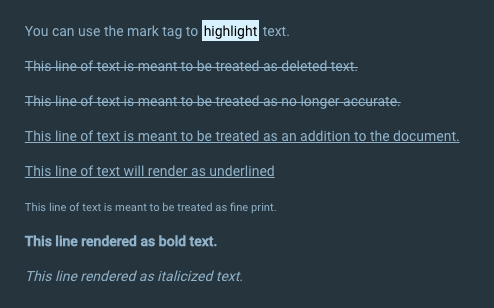 You can use the mark tag to highlight text.
This line of text is meant to be treated as deleted text.
This line of text is meant to be treated as no longer accurate.
This line of text is meant to be treated as an addition to the document.
This line of text will render as underlined
This line of text is meant to be treated as fine print.
This line rendered as bold text.
This line rendered as italicized text.